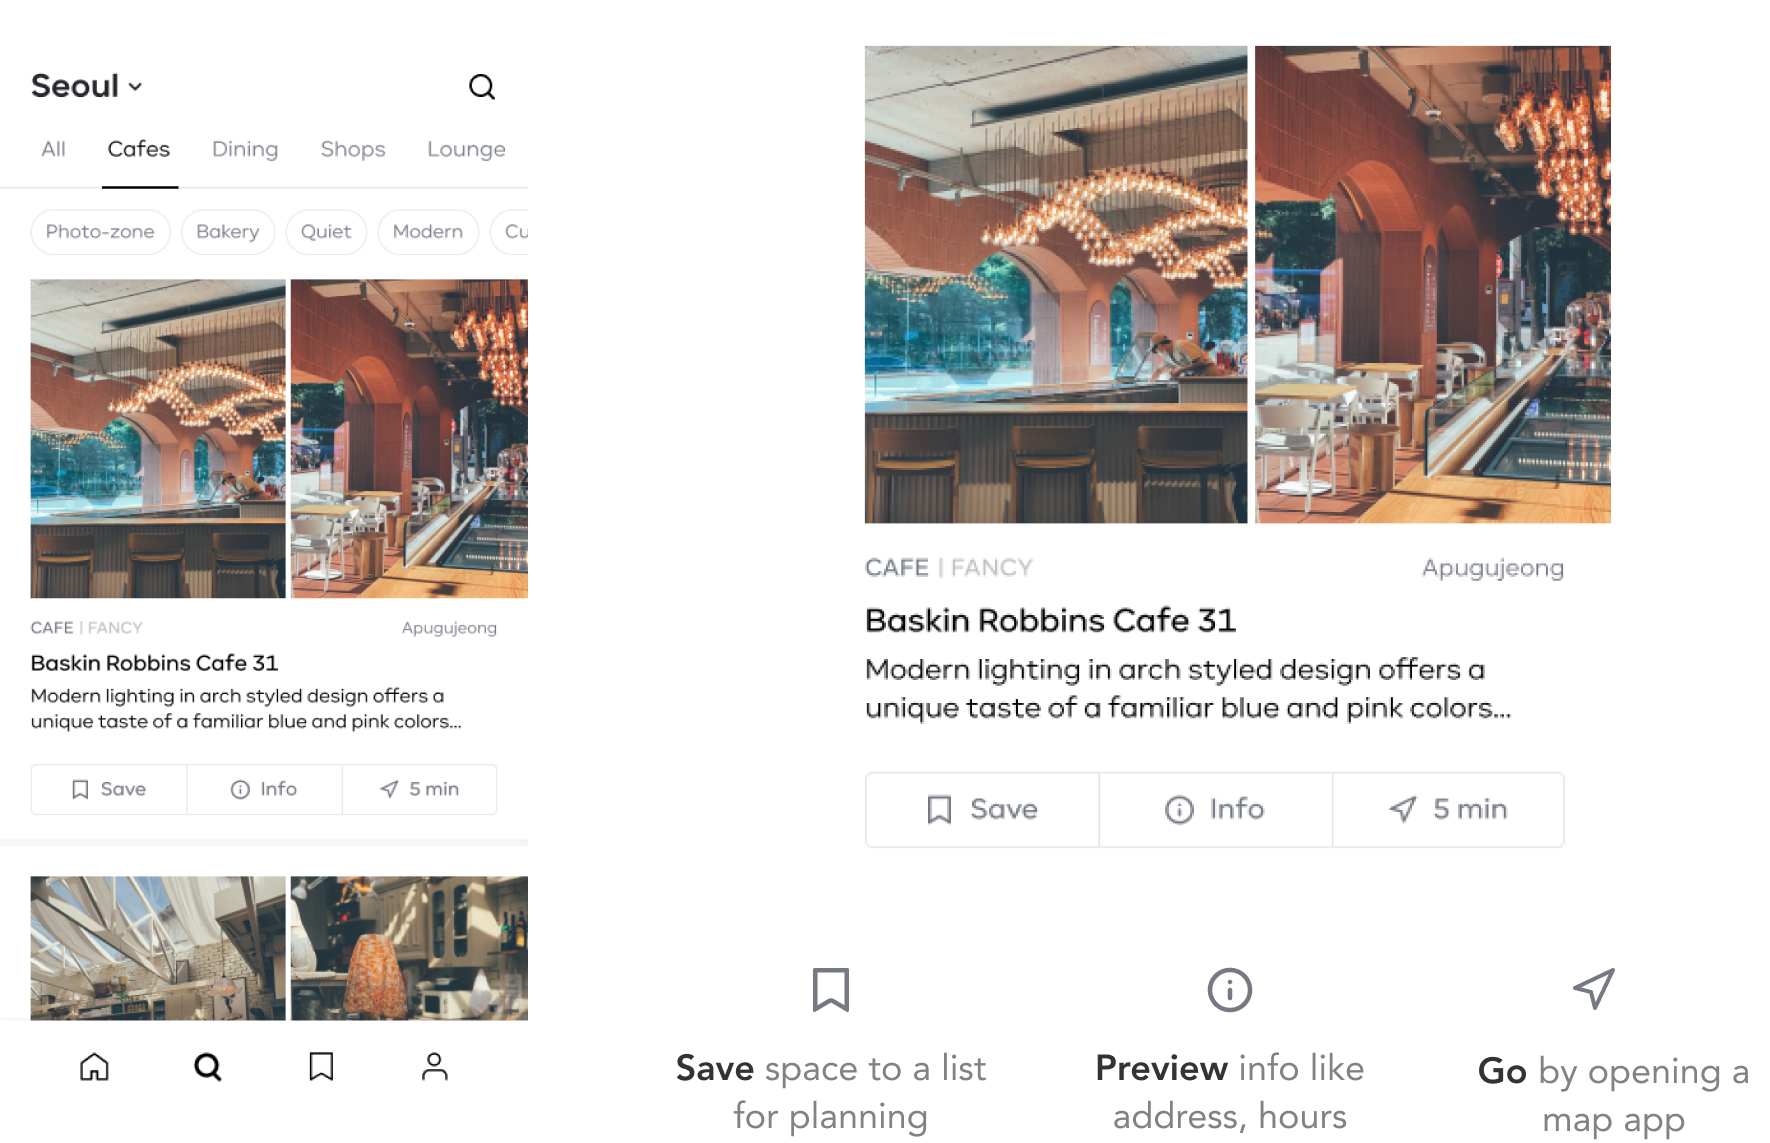 Seoul
All Cafes Dining Shops Lounge
Photo-zone Bakery Quiet Modern Cu
CAFE | FANCY Apugujeong
Baskin Robbins Cafe 31
Modern lighting in arch styled design offers a
unique taste of a familiar blue and pink colors...
Save Info 5 min
CAFE | FANCY Apugujeong
Baskin Robbins Cafe 31
Modern lighting in arch styled design offers a
unique taste of a familiar blue and pink colors...
Save Info 5 min
Save space to a list
for planning
Preview info like
address, hours
Go by opening a
map app